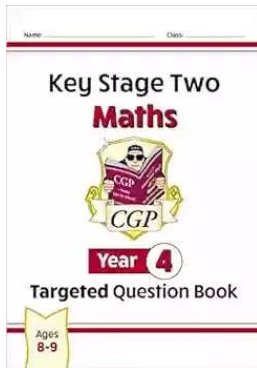 Name: Class:
Key Stage Two
Maths
CGP
CGP
Year 4
Targeted Question Book
Ages
8-9